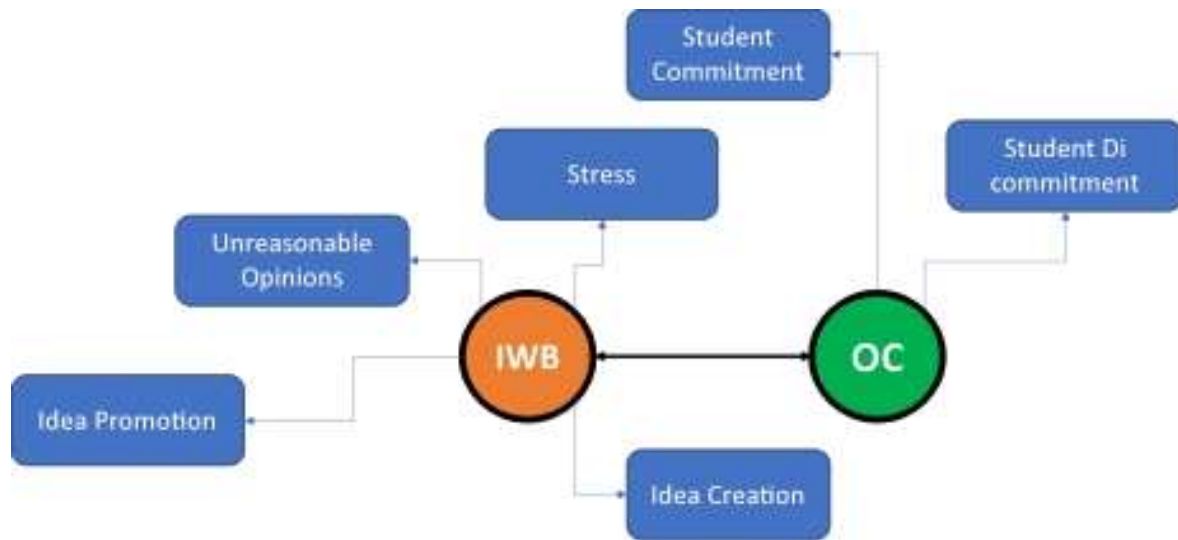 Student
Commitment
Student Di
commitment
Stress
Unreasonable
Opinions
IWB
OC
Idea Promotion
Idea Creation